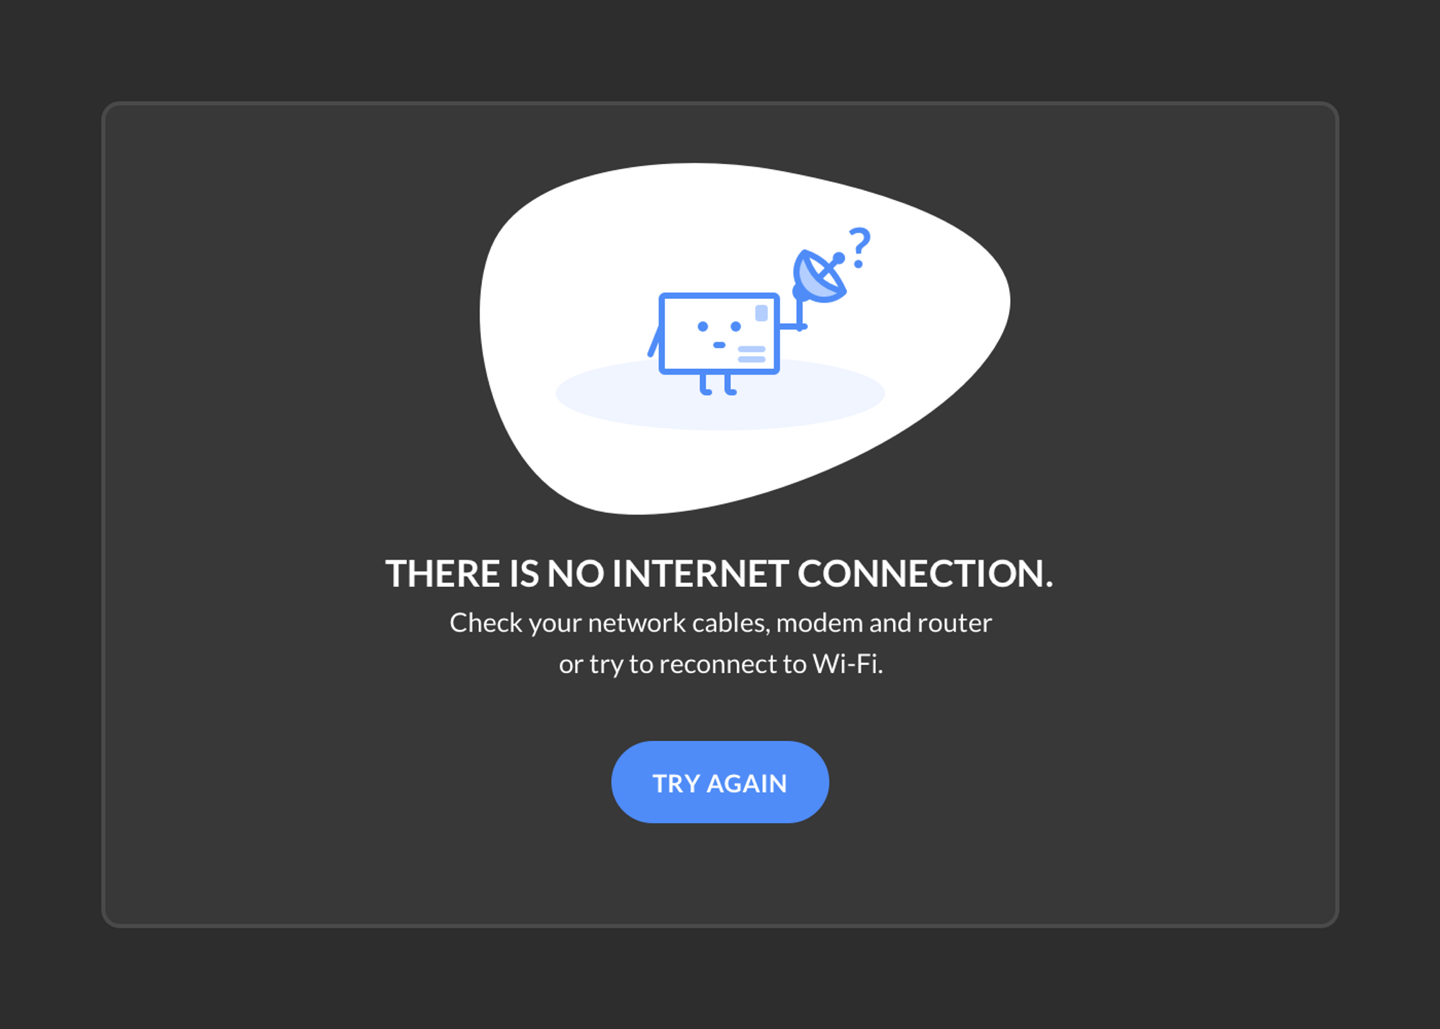 ?
THERE IS NO INTERNET CONNECTION.
Check your network cables, modem and router
or try to reconnect to Wi-Fi.
TRY AGAIN